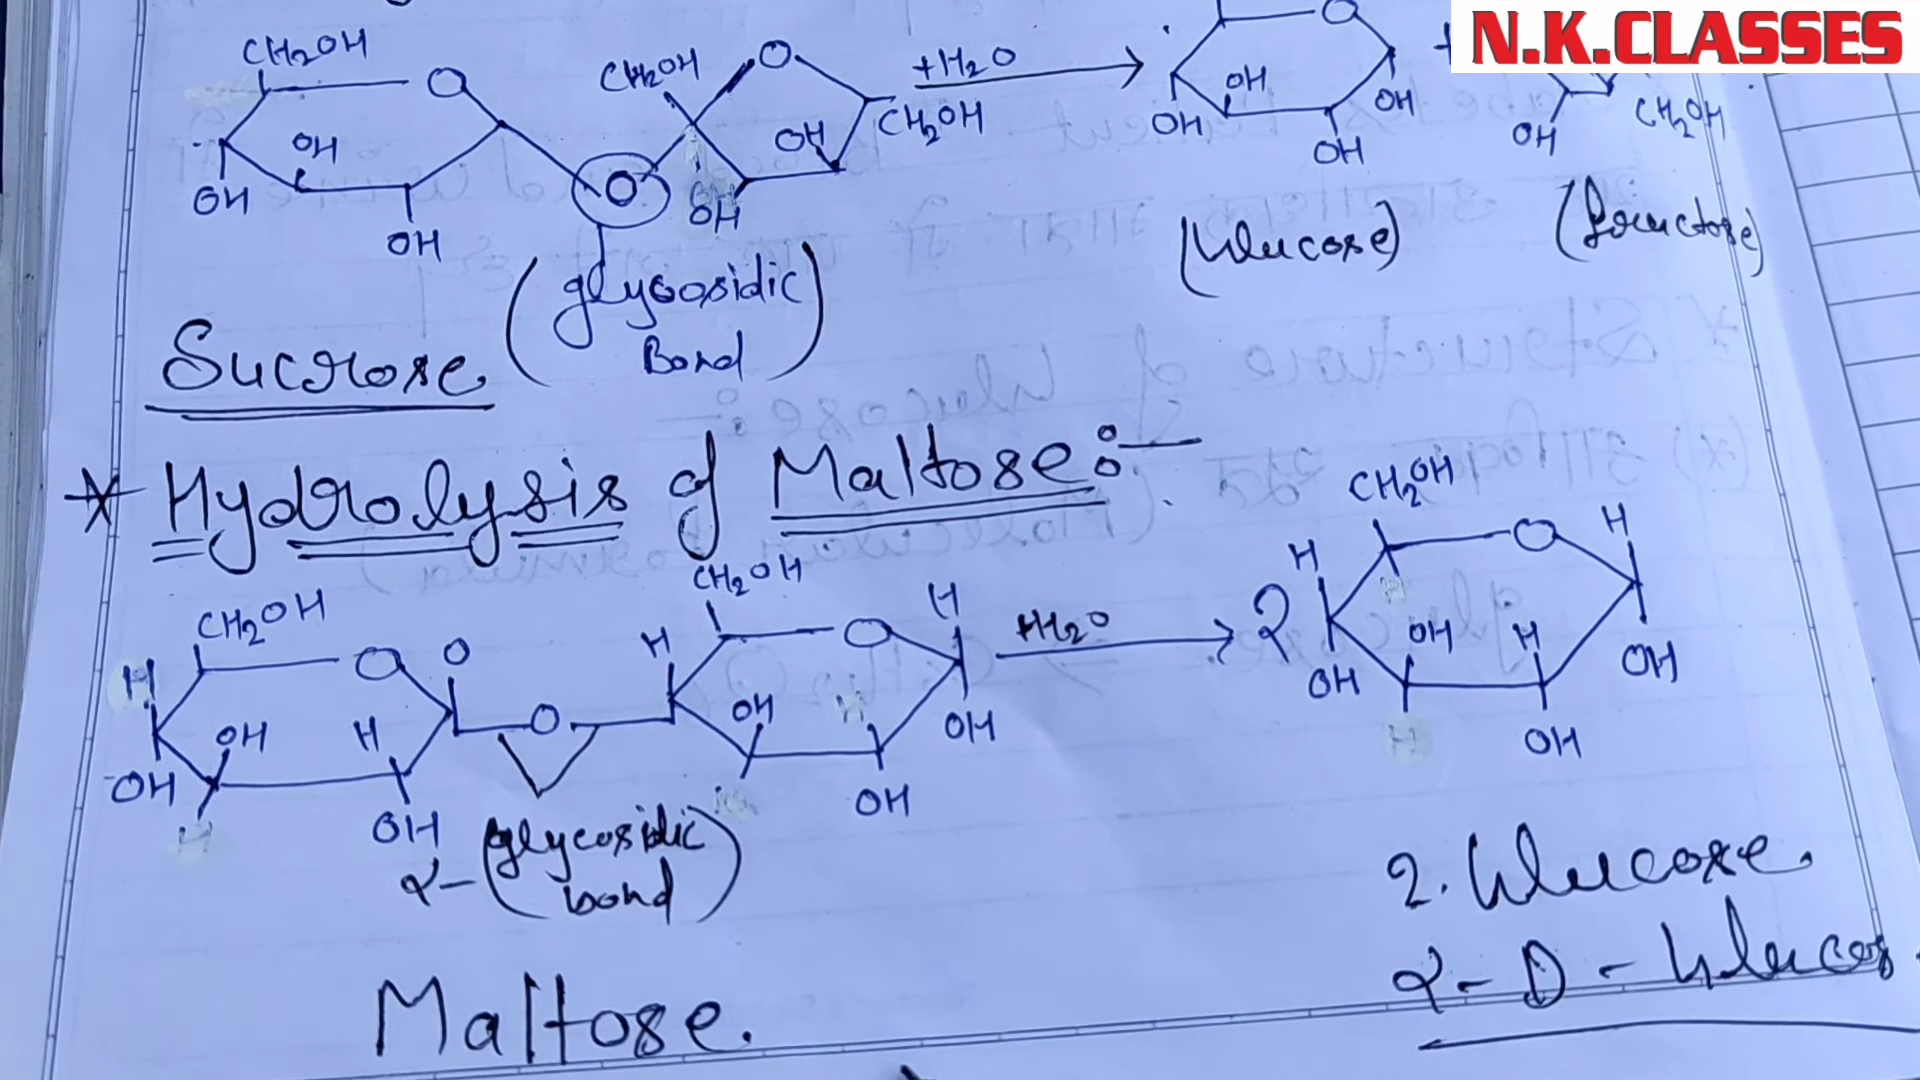 N.K.CLASSES
CH₂OH
O
CH₂OH
O
+H₂O
O
+
OH
OH
OH
O
OH
OH
CH₂OH
OH
OH
OH
OH
OH
CH₂OH
(Glucose)
(fructose)
(glycosidic
Bond)
Sucrose
* Hydrolysis of Maltose:—
CH₂OH
H
O
OH
H
OH
H
OH
O
O
α-(glycosidic
bond)
CH₂OH
H
O
H
OH
H
OH
OH
+H₂O
2
CH₂OH
H
O
H
H
OH
H
OH
OH
H
OH
2. Glucose.
α-D-Glucos
Maltose.